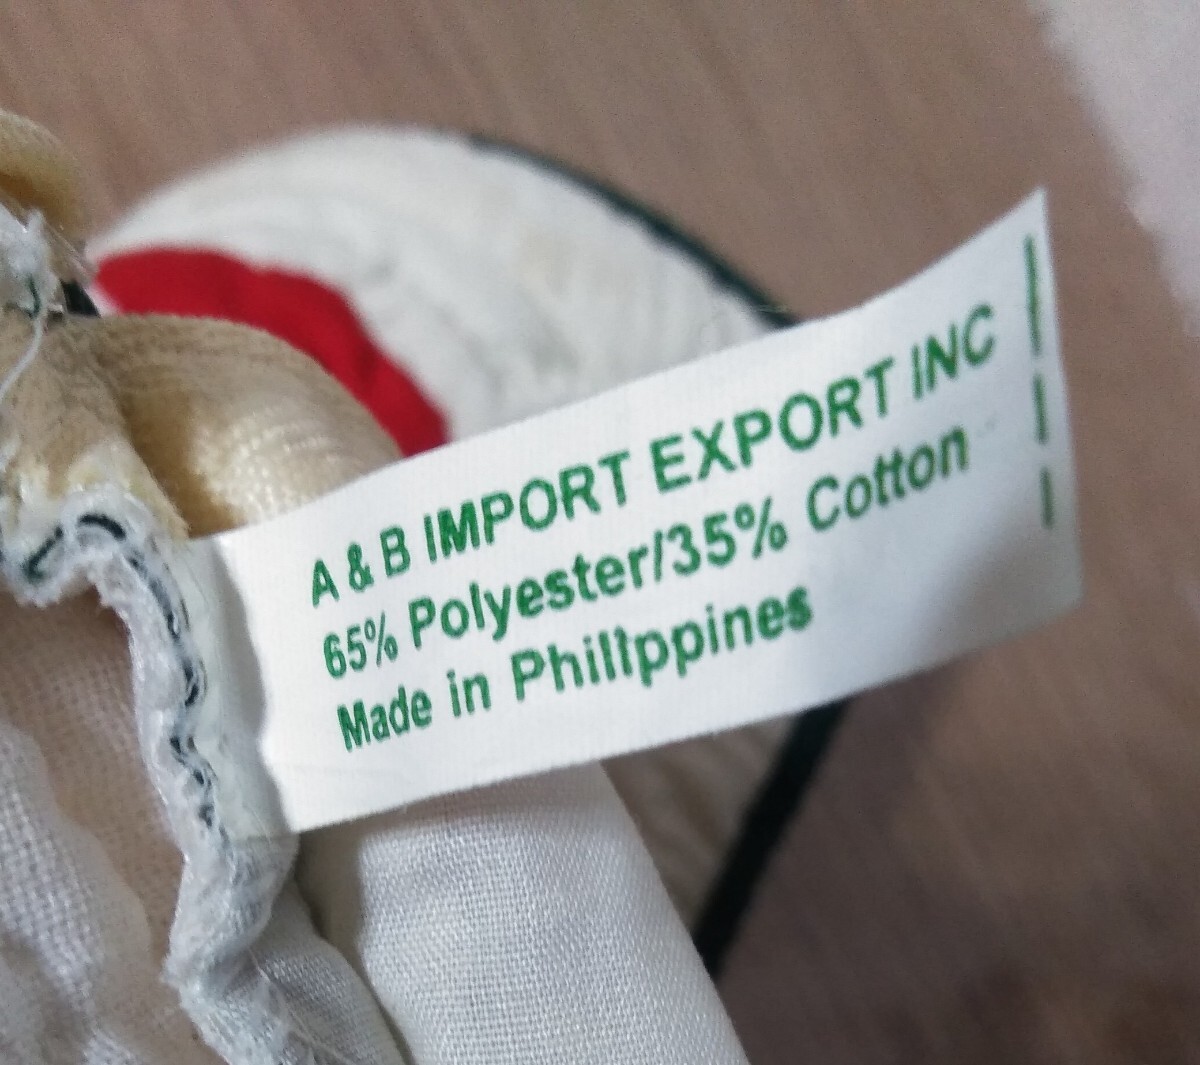 A & B IMPORT EXPORT INC
65% Polyester/35% Cotton
Made in Phillppines